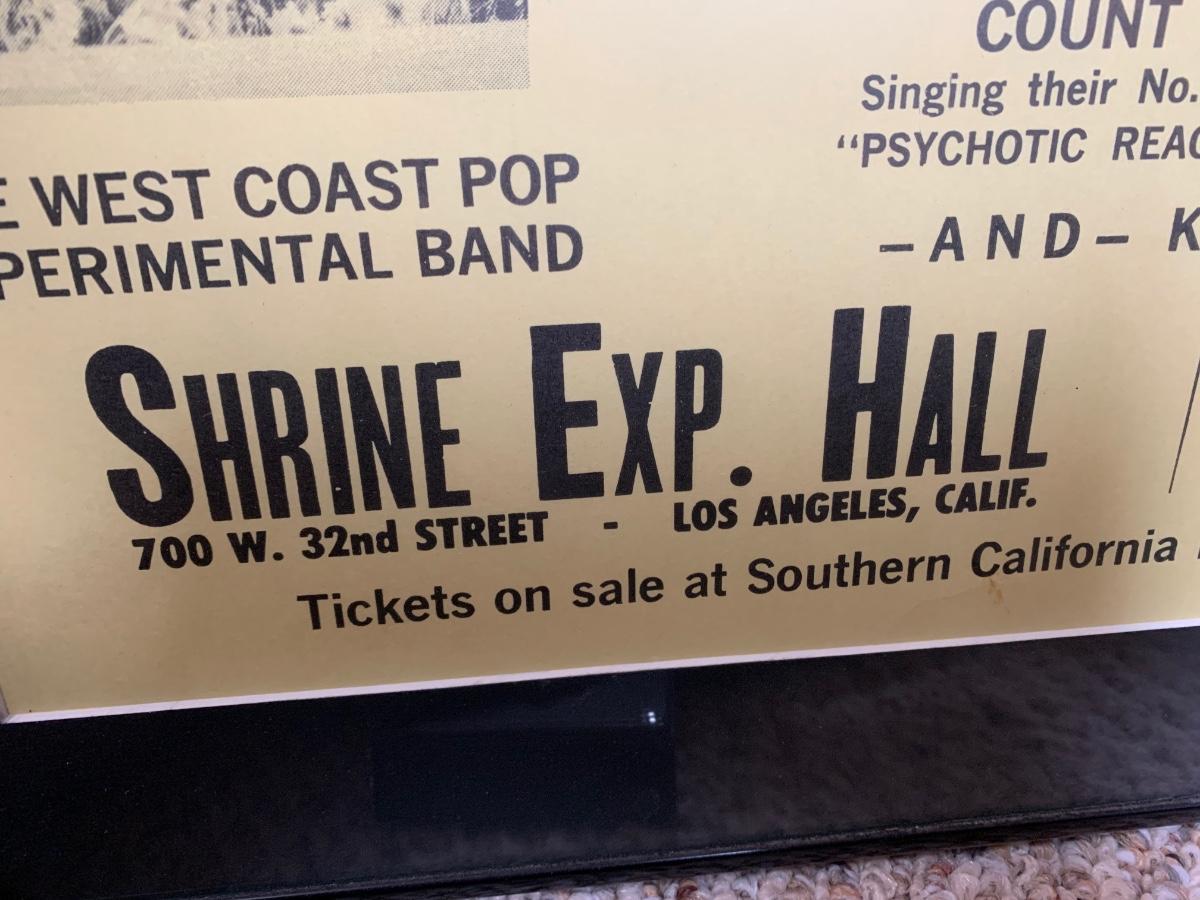 COUNT
Singing their No.
“PSYCHOTIC REAC
E WEST COAST POP
PERIMENTAL BAND
– A N D – K
SHRINE EXP. HALL
700 W. 32nd STREET - LOS ANGELES, CALIF.
Tickets on sale at Southern California